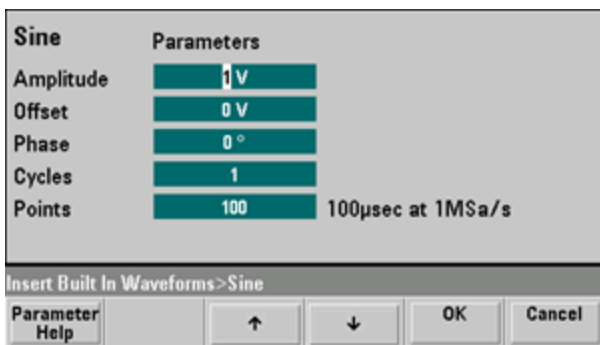 Sine Parameters
Amplitude 1 V
Offset 0 V
Phase 0 °
Cycles 1
Points 100 100µsec at 1MSa/s
Insert Built In Waveforms>Sine
Parameter Help ↑ ↓ OK Cancel